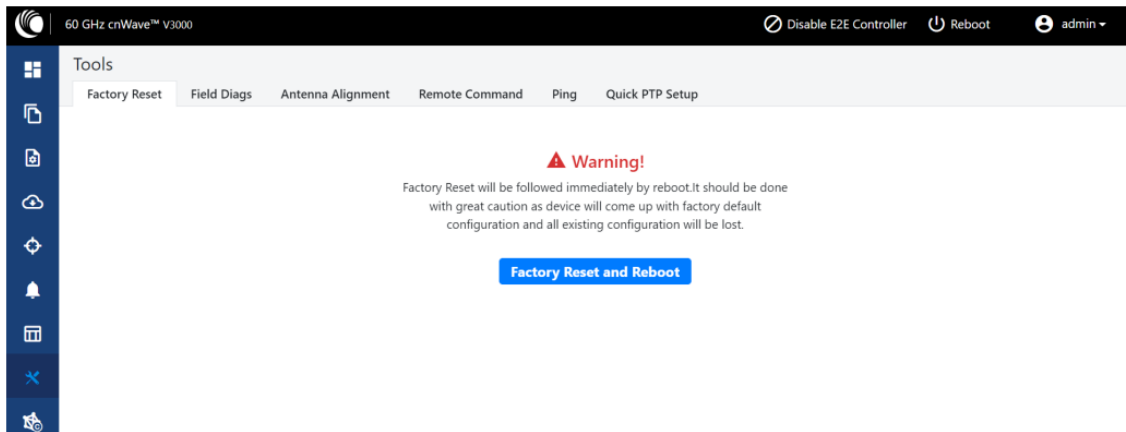 60 GHz cnWave™ V3000
Disable E2E Controller
Reboot
admin
Tools
Factory Reset
Field Diags
Antenna Alignment
Remote Command
Ping
Quick PTP Setup
Warning!
Factory Reset will be followed immediately by reboot.It should be done
with great caution as device will come up with factory default
configuration and all existing configuration will be lost.
Factory Reset and Reboot